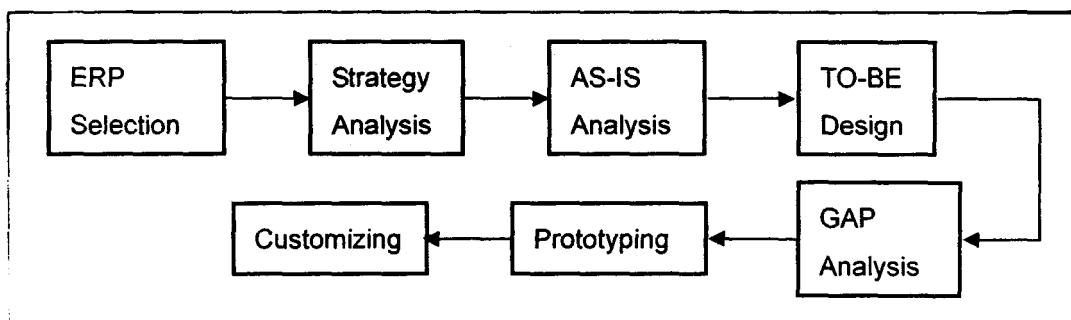 ERP
Selection
Strategy
Analysis
AS-IS
Analysis
TO-BE
Design
GAP
Analysis
Prototyping
Customizing